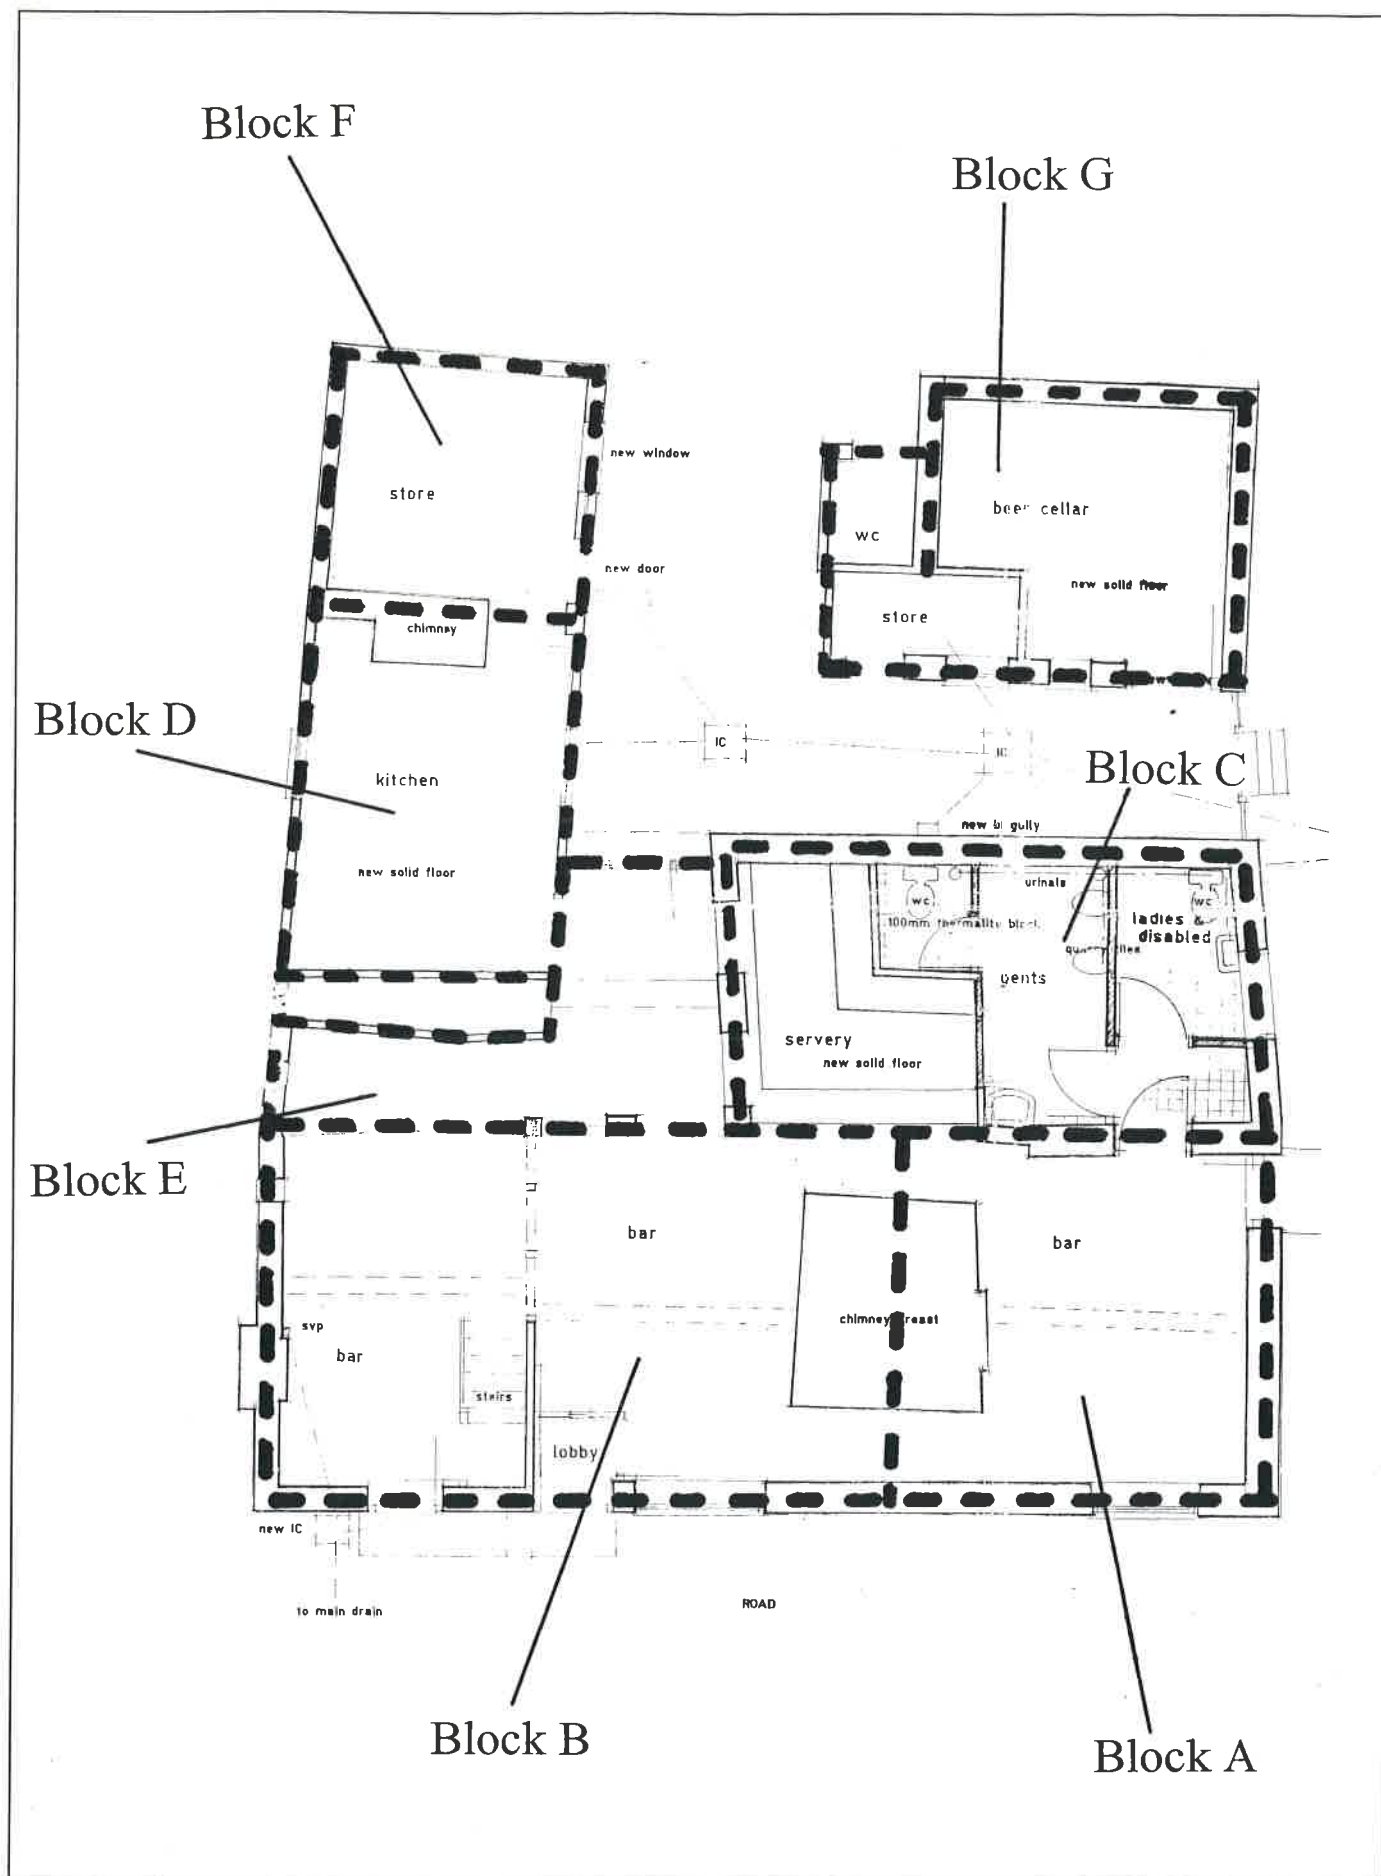 Block F
Block G
new window
store
beer cellar
wc
new door
new solid floor
store
chimney
Block D
IC
IC
kitchen
Block C
new gully
new solid floor
urinals
wc
wc
100mm thermalite
ladies &
disabled
gents
servery
new solid floor
Block E
bar
bar
chimney breast
svp
bar
stairs
lobby
new IC
to main drain
ROAD
Block B
Block A